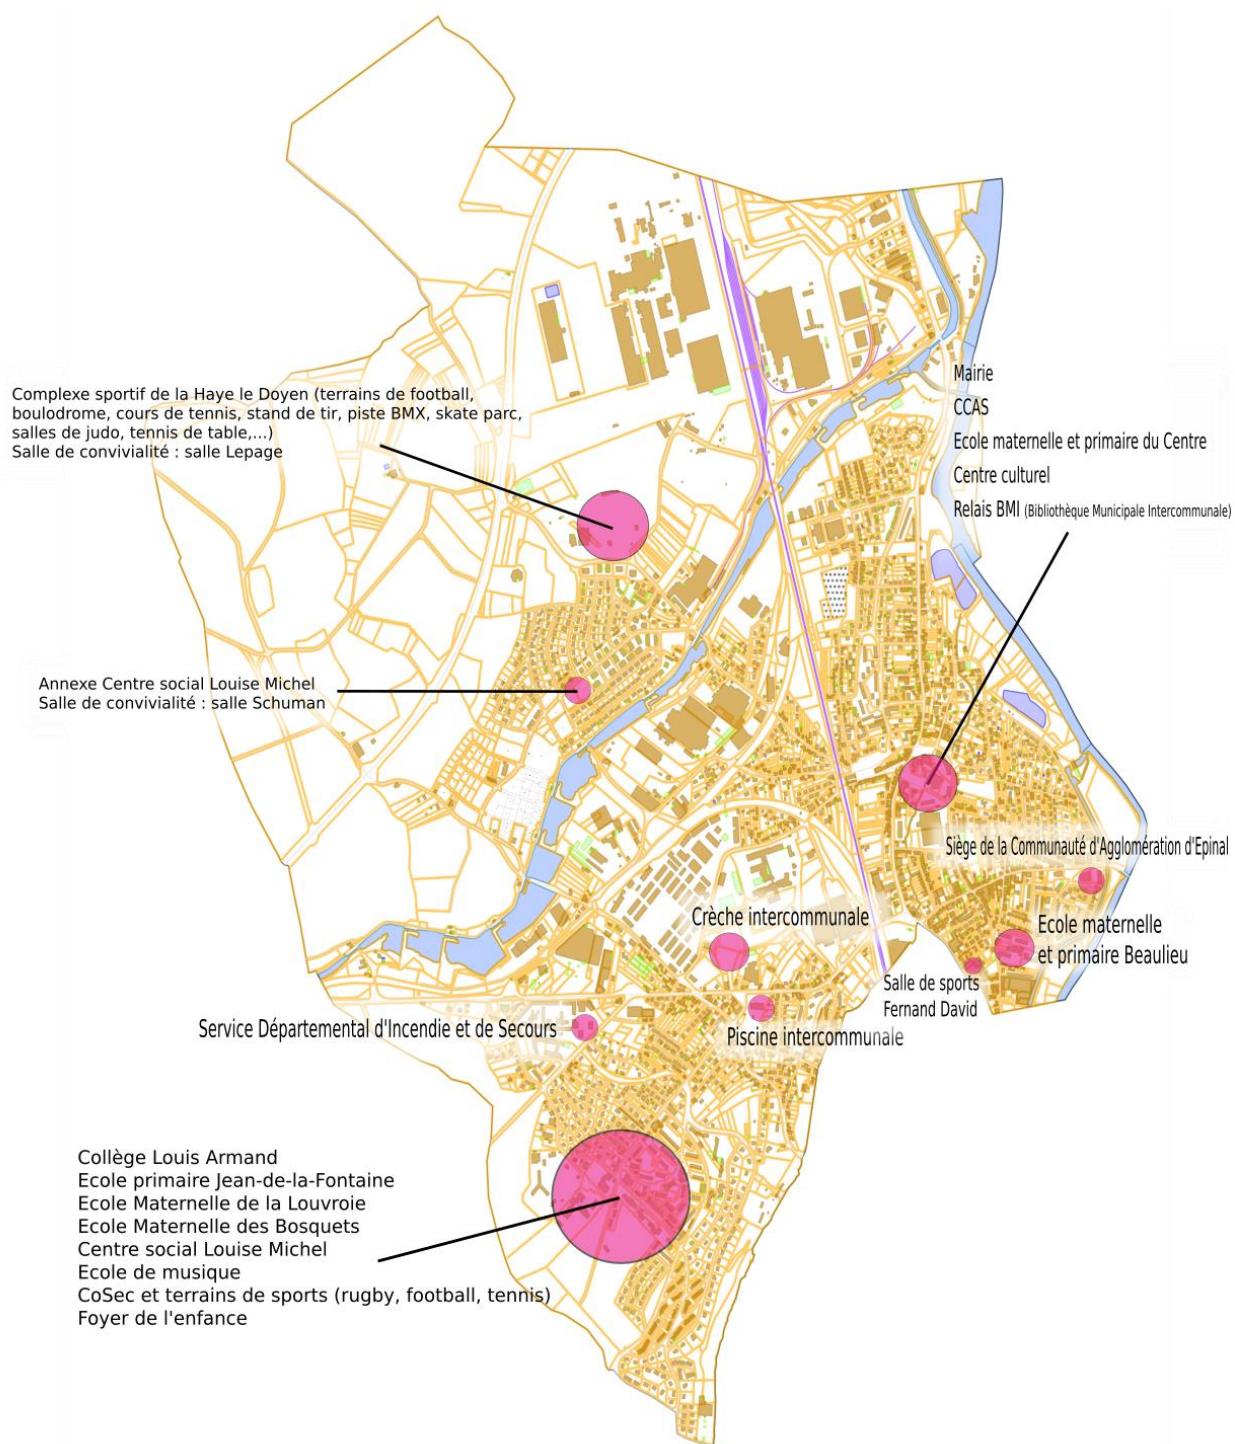 Complexe sportif de la Haye le Doyen (terrains de football,
boulodrome, cours de tennis, stand de tir, piste BMX, skate parc,
salles de judo, tennis de table,...)
Salle de convivialité : salle Lepage
Mairie
CCAS
Ecole maternelle et primaire du Centre
Centre culturel
Relais BMI (Bibliothèque Municipale Intercommunale)
Annexe Centre social Louise Michel
Salle de convivialité : salle Schuman
Siège de la Communauté d'Agglomération d'Epinal
Crèche intercommunale
Ecole maternelle
et primaire Beaulieu
Salle de sports
Fernand David
Service Départemental d'Incendie et de Secours
Piscine intercommunale
Collège Louis Armand
Ecole primaire Jean-de-la-Fontaine
Ecole Maternelle de la Louvroie
Ecole Maternelle des Bosquets
Centre social Louise Michel
Ecole de musique
CoSec et terrains de sports (rugby, football, tennis)
Foyer de l'enfance